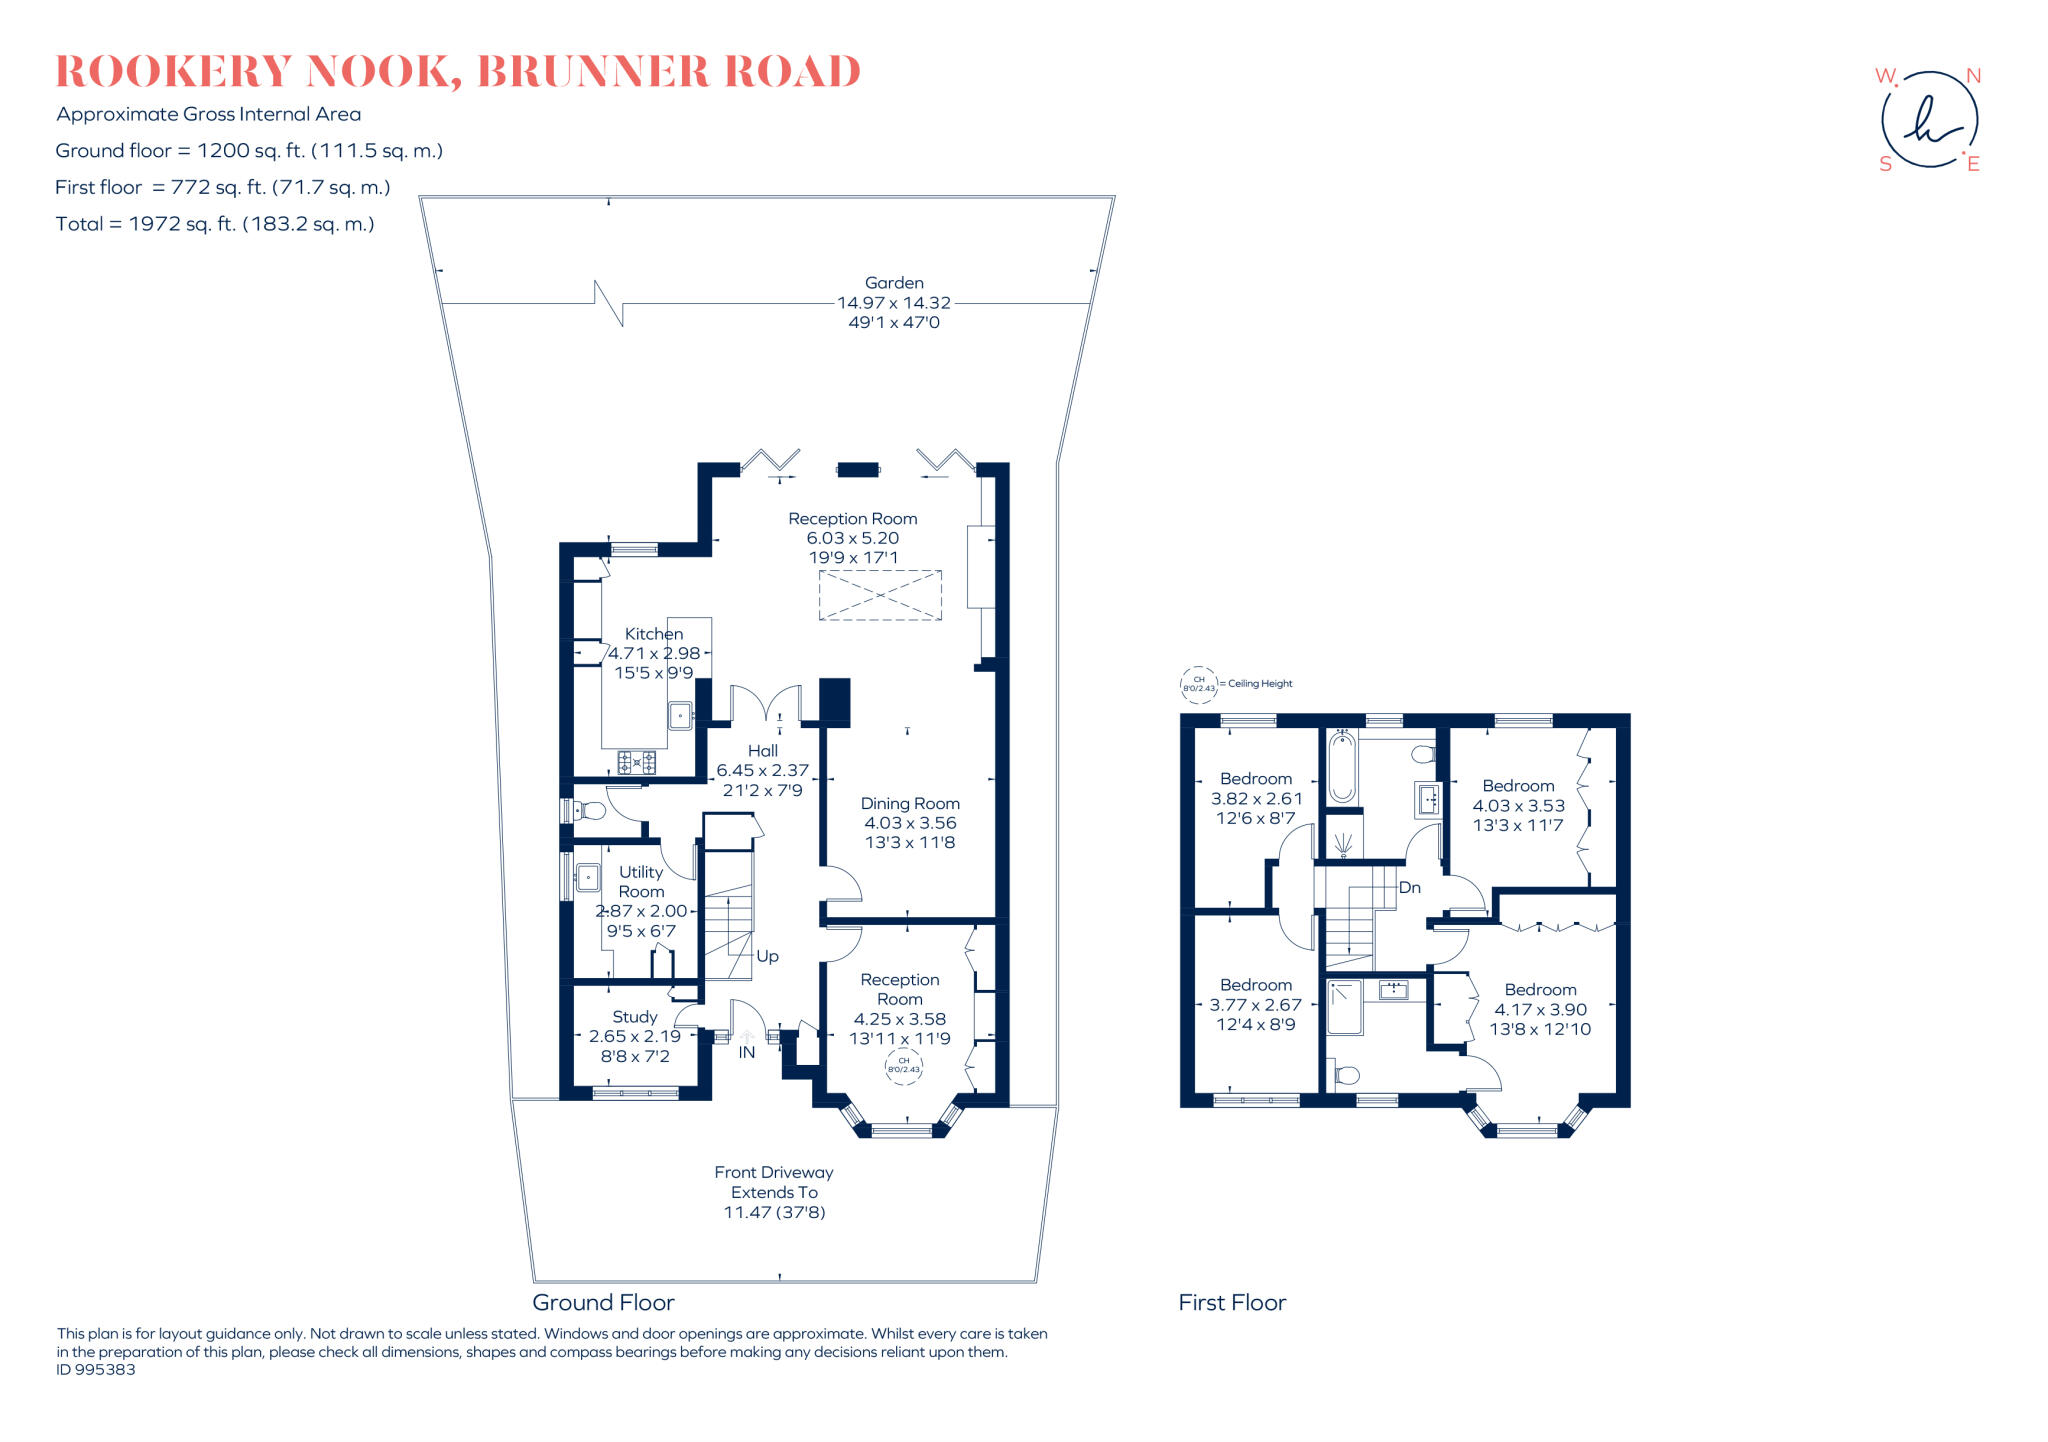 ROOKERY NOOK, BRUNNER ROAD
Approximate Gross Internal Area
Ground floor = 1200 sq. ft. (111.5 sq. m.)
First floor = 772 sq. ft. (71.7 sq. m.)
Total = 1972 sq. ft. (183.2 sq. m.)
W N
S E
Garden
14.97 x 14.32
49'1 x 47'0
Reception Room
6.03 x 5.20
19'9 x 17'1
Kitchen
4.71 x 2.98
15'5 x 9'9
Hall
6.45 x 2.37
21'2 x 7'9
Dining Room
4.03 x 3.56
13'3 x 11'8
Utility
Room
2.87 x 2.00
9'5 x 6'7
Up
Study
2.65 x 2.19
8'8 x 7'2
IN
Reception
Room
4.25 x 3.58
13'11 x 11'9
CH
8'0/2.43
Front Driveway
Extends To
11.47 (37'8)
Ground Floor
CH
8'0/2.43
= Ceiling Height
Bedroom
3.82 x 2.61
12'6 x 8'7
Bedroom
4.03 x 3.53
13'3 x 11'7
Dn
Bedroom
3.77 x 2.67
12'4 x 8'9
Bedroom
4.17 x 3.90
13'8 x 12'10
First Floor
This plan is for layout guidance only. Not drawn to scale unless stated. Windows and door openings are approximate. Whilst every care is taken
in the preparation of this plan, please check all dimensions, shapes and compass bearings before making any decisions reliant upon them.
ID 995383